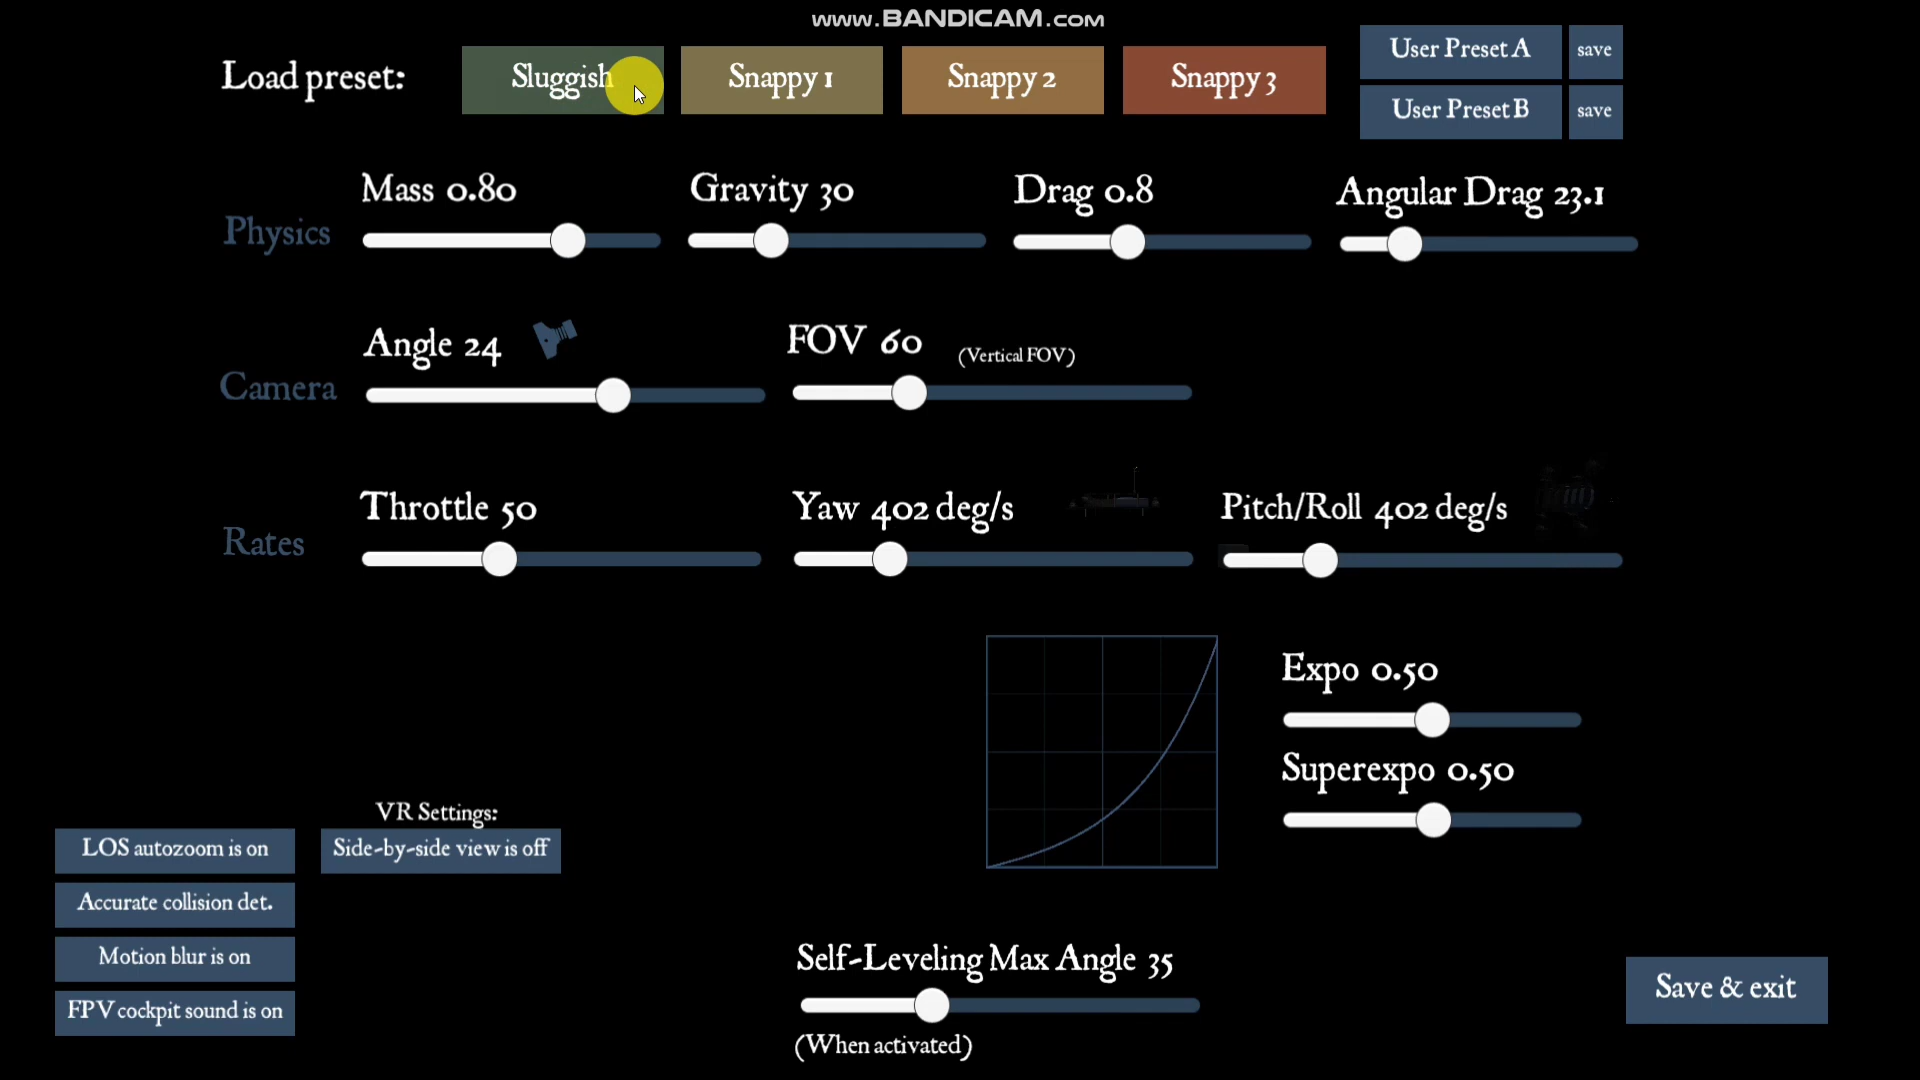 www.BANDICAM.com
Load preset:
Sluggish
Snappy 1
Snappy 2
Snappy 3
User Preset A
save
User Preset B
save
Physics
Mass 0.80
Gravity 30
Drag 0.8
Angular Drag 23.1
Camera
Angle 24
FOV 60
(Vertical FOV)
Rates
Throttle 50
Yaw 402 deg/s
Pitch/Roll 402 deg/s
Expo 0.50
Superexpo 0.50
VR Settings:
LOS autozoom is on
Side-by-side view is off
Accurate collision det.
Motion blur is on
FPV cockpit sound is on
Self-Leveling Max Angle 35
(When activated)
Save & exit